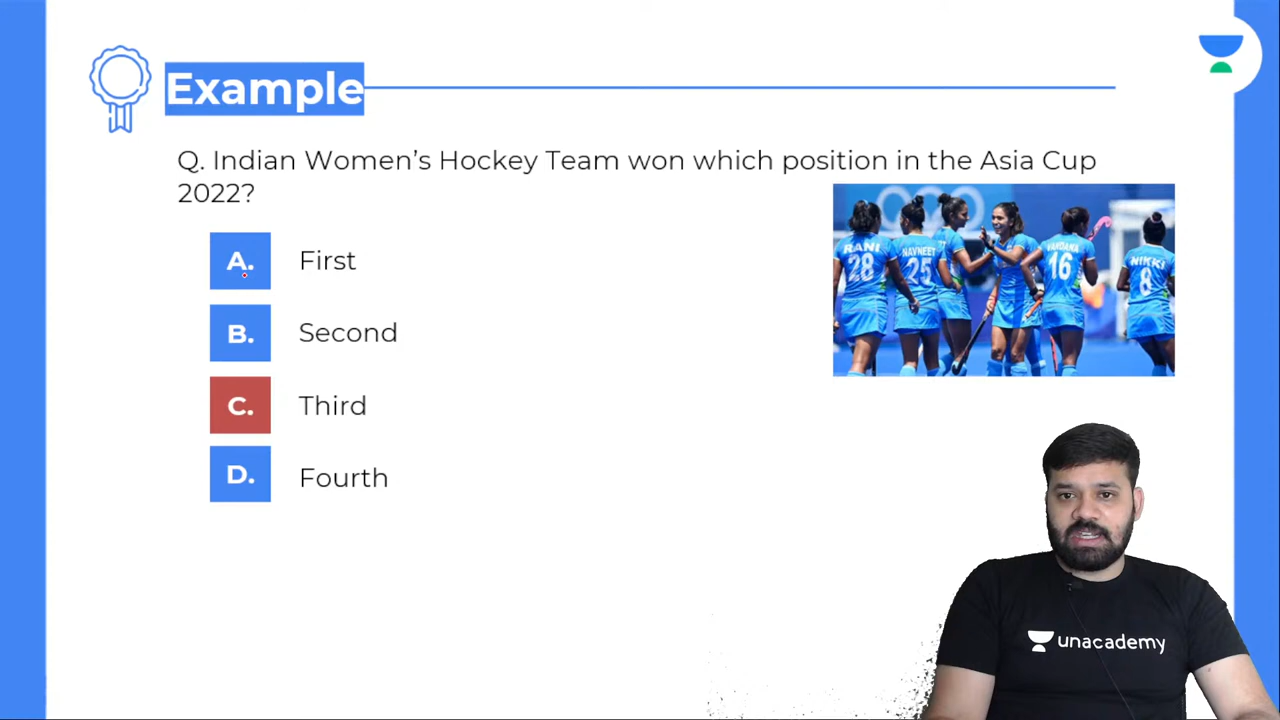 Example
Q. Indian Women’s Hockey Team won which position in the Asia Cup
2022?
A. First
B. Second
C. Third
D. Fourth
RANI
28
NAVNEET
25
VANDANA
16
NIKKI
8
unacademy